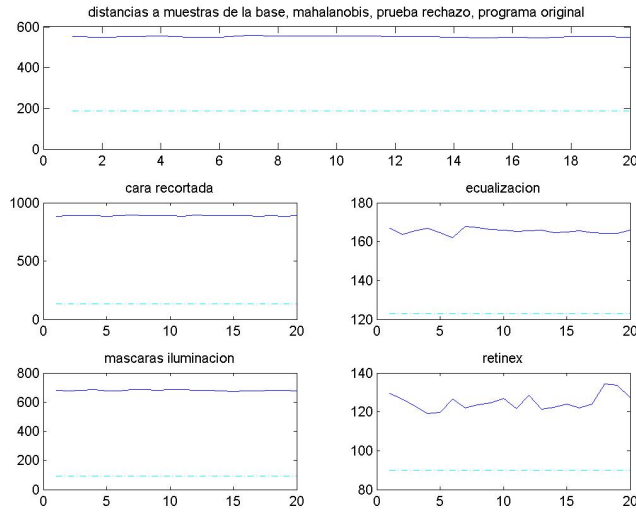 distancias a muestras de la base, mahalanobis, prueba rechazo, programa original
600
400
200
0
0 2 4 6 8 10 12 14 16 18 20
cara recortada
1000
500
0
0 5 10 15 20
ecualizacion
180
160
140
120
0 5 10 15 20
mascaras iluminacion
800
600
400
200
0
0 5 10 15 20
retinex
140
120
100
80
0 5 10 15 20